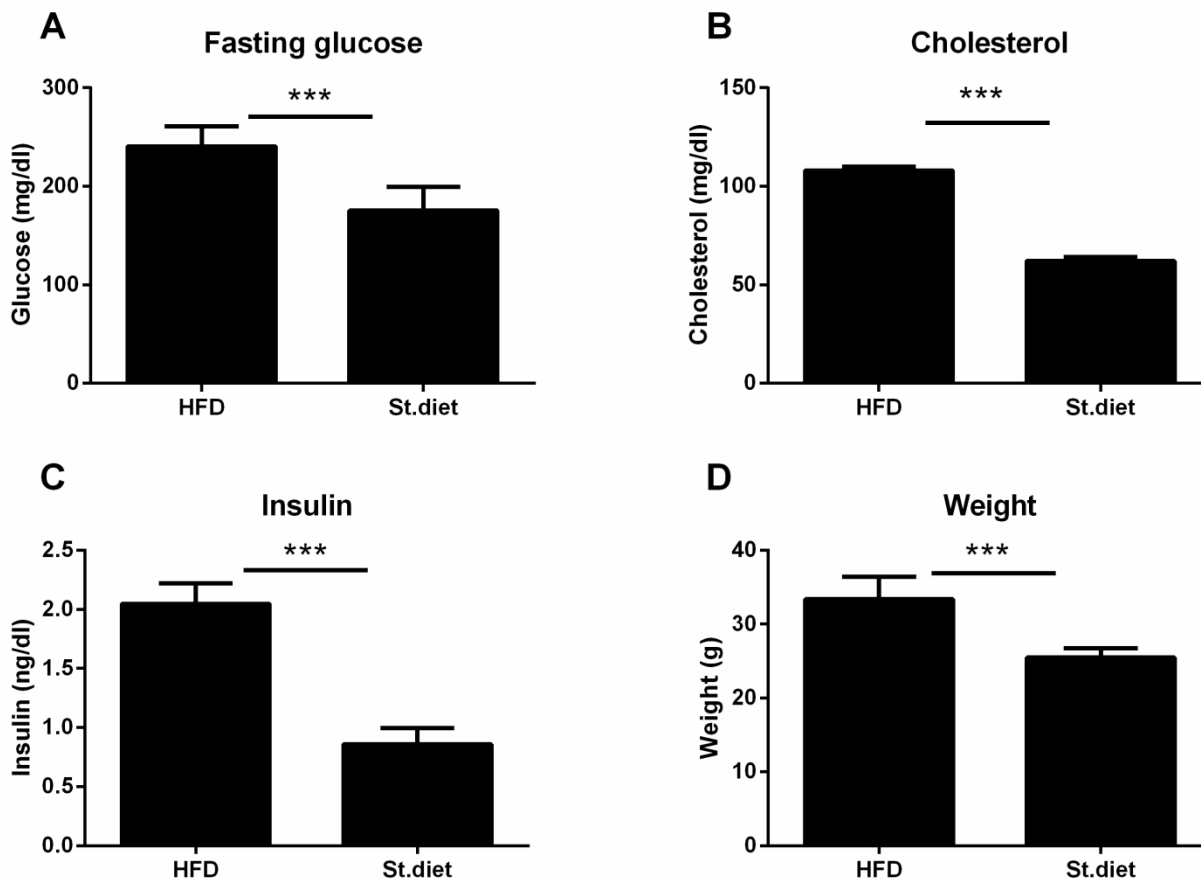 A
Fasting glucose
Glucose (mg/dl)
300
200
100
0
***
HFD
St.diet
B
Cholesterol
Cholesterol (mg/dl)
150
100
50
0
***
HFD
St.diet
C
Insulin
Insulin (ng/dl)
2.5
2.0
1.5
1.0
0.5
0.0
***
HFD
St.diet
D
Weight
Weight (g)
40
30
20
10
0
***
HFD
St.diet